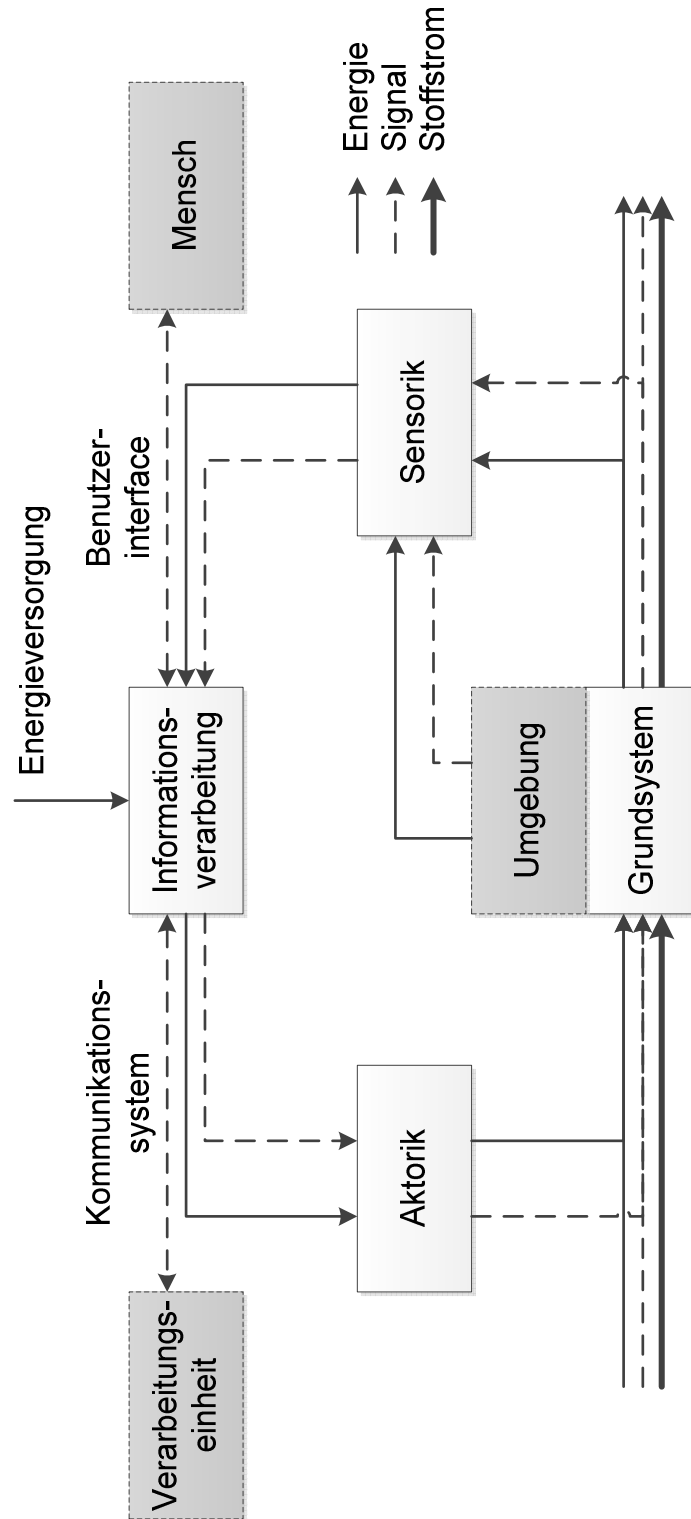 Energieversorgung
Kommunikations-
system
Benutzer-
interface
Verarbeitungs-
einheit
Informations-
verarbeitung
Mensch
Aktorik
Sensorik
Energie
Signal
Stoffstrom
Umgebung
Grundsystem